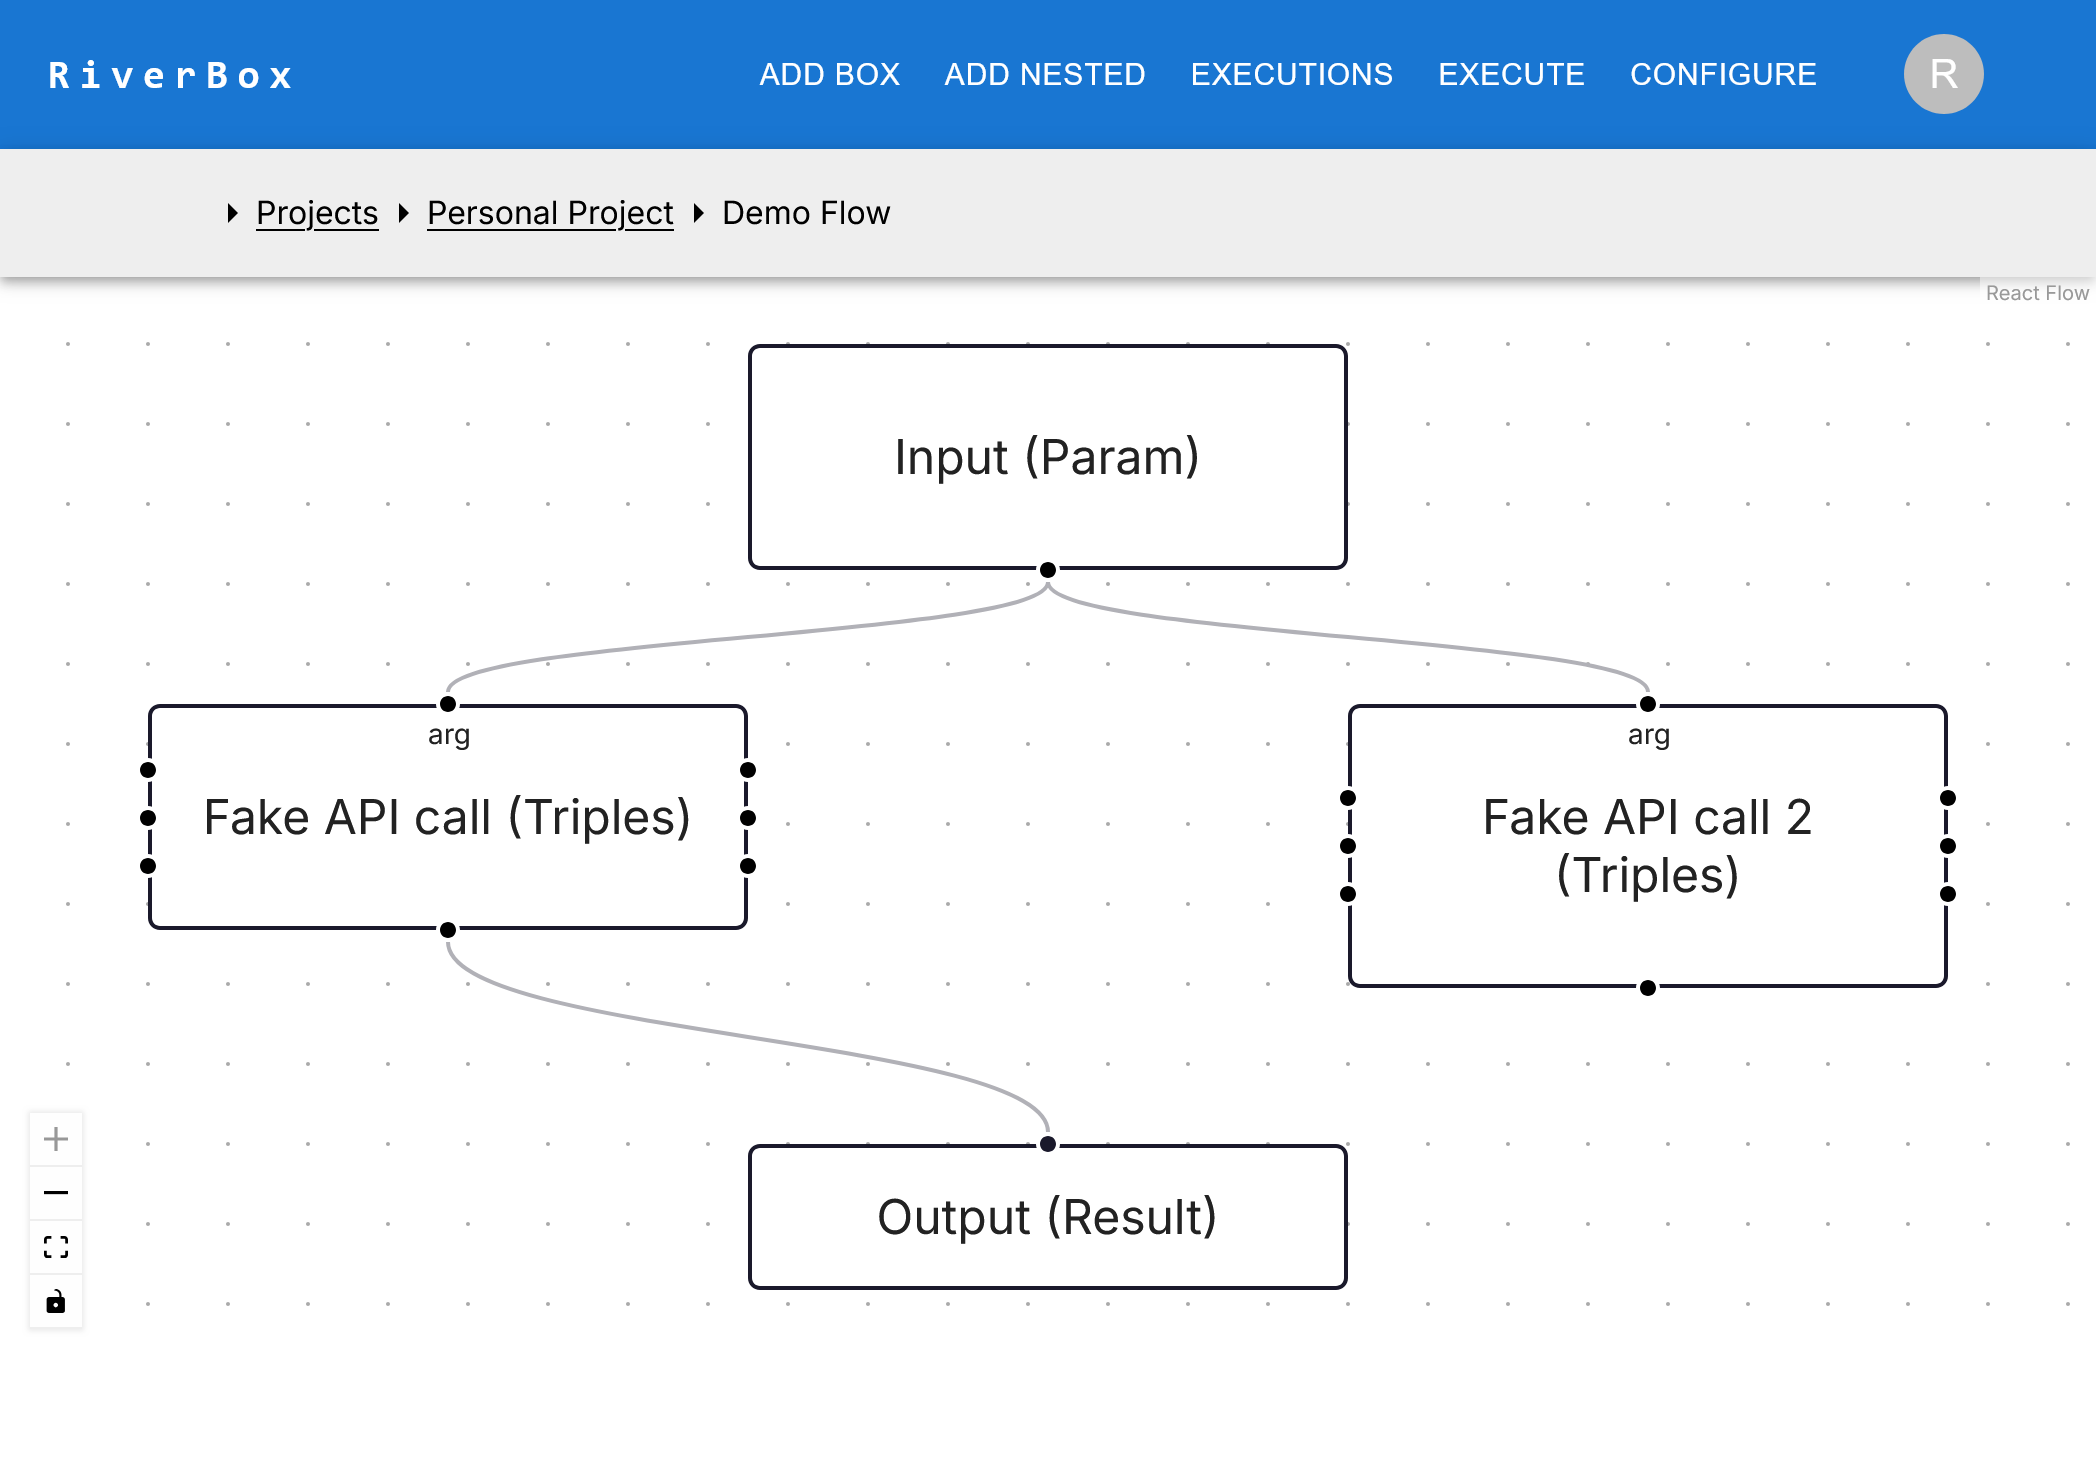 RiverBox
ADD BOX
ADD NESTED
EXECUTIONS
EXECUTE
CONFIGURE
R
Projects
Personal Project
Demo Flow
React Flow
Input (Param)
arg
Fake API call (Triples)
arg
Fake API call 2
(Triples)
Output (Result)